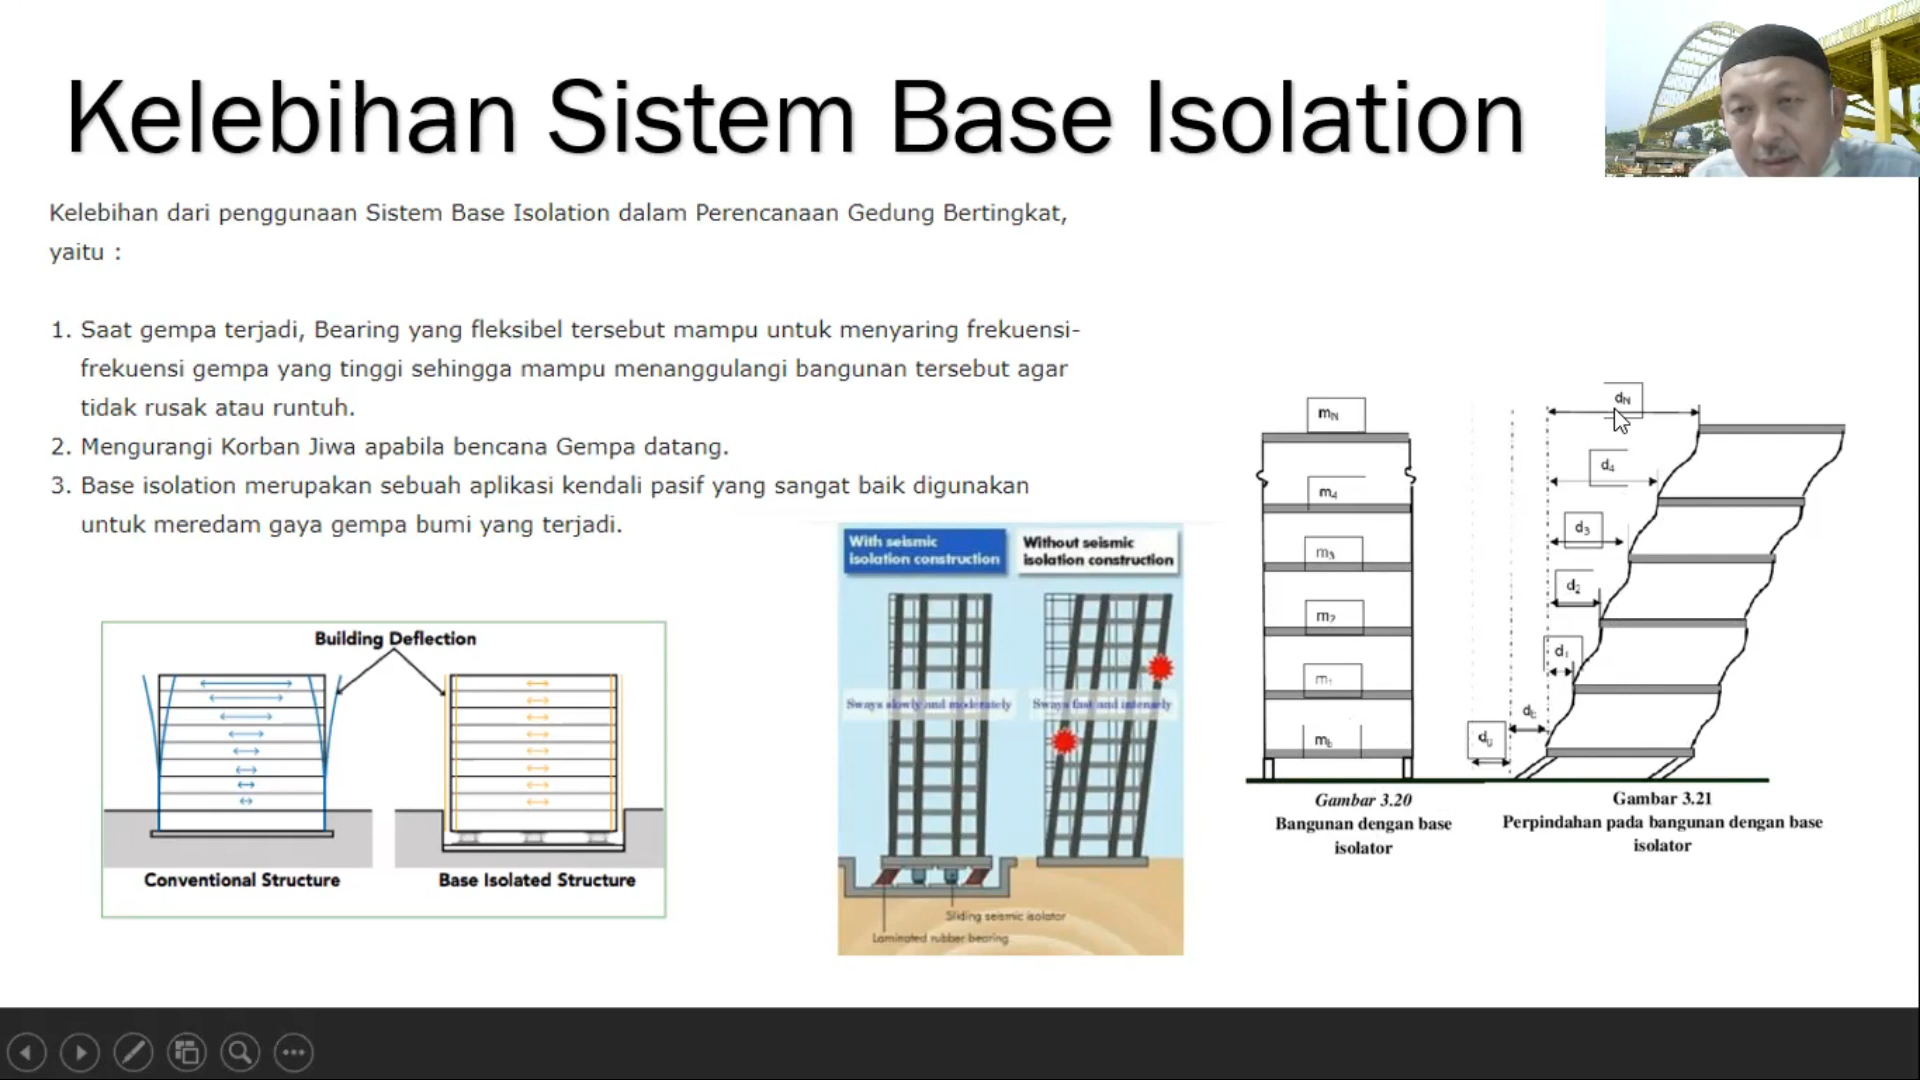 Kelebihan Sistem Base Isolation
Kelebihan dari penggunaan Sistem Base Isolation dalam Perencanaan Gedung Bertingkat,
yaitu :
1. Saat gempa terjadi, Bearing yang fleksibel tersebut mampu untuk menyaring frekuensi-
frekuensi gempa yang tinggi sehingga mampu menanggulangi bangunan tersebut agar
tidak rusak atau runtuh.
2. Mengurangi Korban Jiwa apabila bencana Gempa datang.
3. Base isolation merupakan sebuah aplikasi kendali pasif yang sangat baik digunakan
untuk meredam gaya gempa bumi yang terjadi.
Building Deflection
Conventional Structure
Base Isolated Structure
With seismic
isolation construction
Without seismic
isolation construction
Sways slowly and moderately
Sways fast and intensely
Sliding seismic isolator
Laminated rubber bearing
mN
m4
m3
m2
m1
mb
Gambar 3.20
Bangunan dengan base
isolator
dN
d4
d3
d2
d1
db
dg
Gambar 3.21
Perpindahan pada bangunan dengan base
isolator